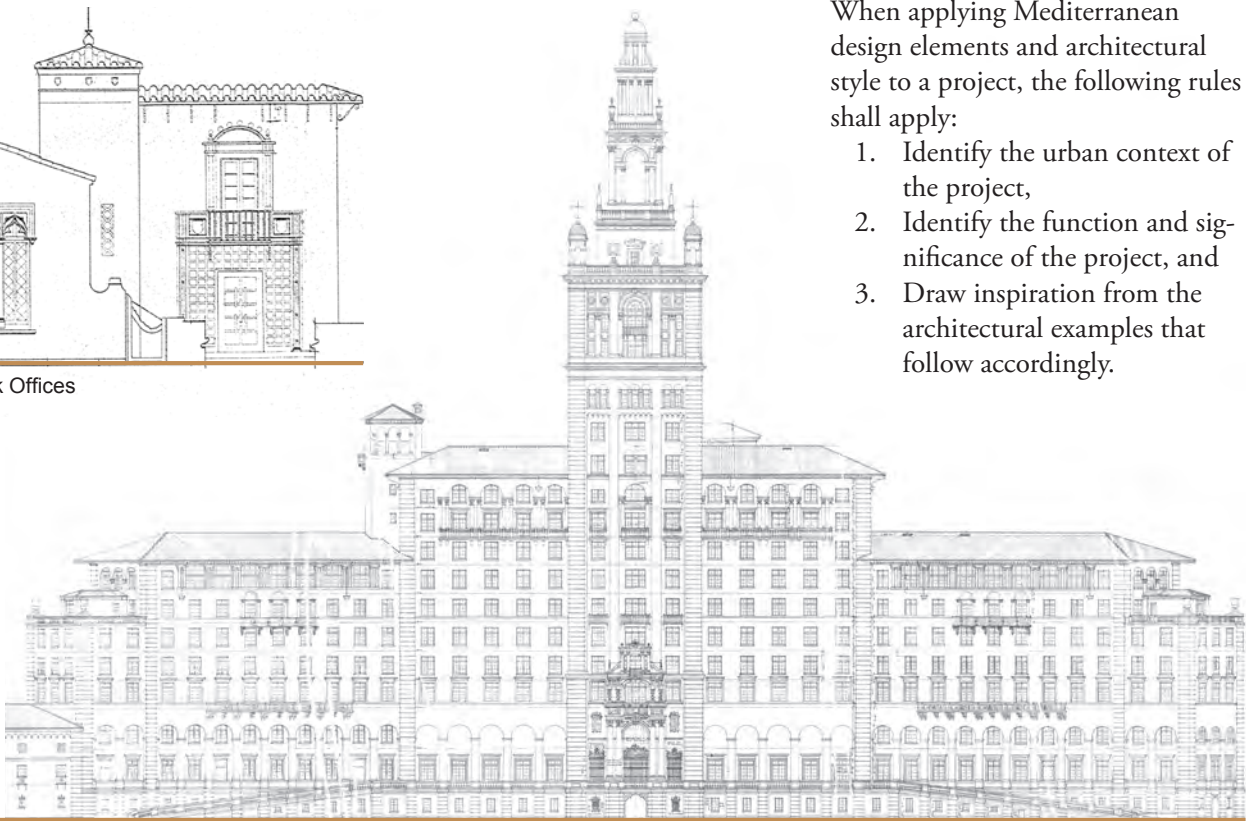 When applying Mediterranean
design elements and architectural
style to a project, the following rules
shall apply:
1. Identify the urban context of
the project,
2. Identify the function and sig-
nificance of the project, and
3. Draw inspiration from the
architectural examples that
follow accordingly.
k Offices